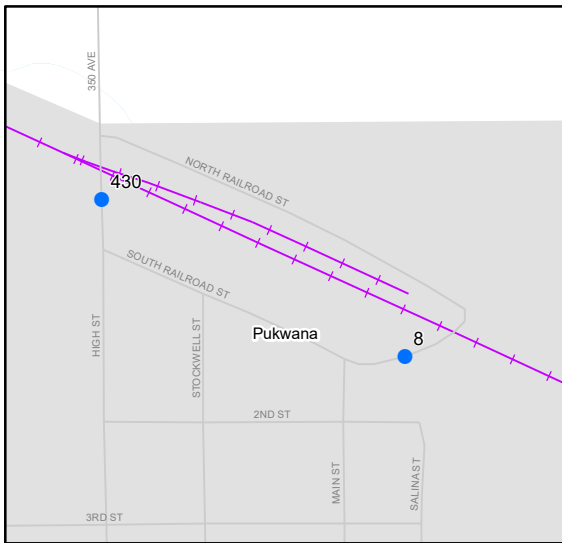 350 AVE
430
NORTH RAILROAD ST
SOUTH RAILROAD ST
HIGH ST
STOCKWELL ST
Pukwana
8
2ND ST
MAIN ST
SALINA ST
3RD ST